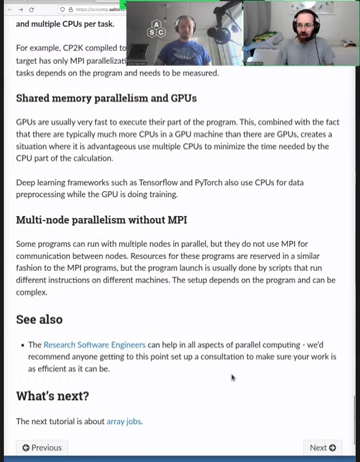 https://scicomp.aalto
and multiple CPUs per task.
For example, CP2K compiled to
target has only MPI parallelizati
tasks depends on the program and needs to be measured.
A
S C
Shared memory parallelism and GPUs
GPUs are usually very fast to execute their part of the program. This, combined with the fact
that there are typically much more CPUs in a GPU machine than there are GPUs, creates a
situation where it is advantageous use multiple CPUs to minimize the time needed by the
CPU part of the calculation.
Deep learning frameworks such as Tensorflow and PyTorch also use CPUs for data
preprocessing while the GPU is doing training.
Multi-node parallelism without MPI
Some programs can run with multiple nodes in parallel, but they do not use MPI for
communication between nodes. Resources for these programs are reserved in a similar
fashion to the MPI programs, but the program launch is usually done by scripts that run
different instructions on different machines. The setup depends on the program and can be
complex.
See also
• The Research Software Engineers can help in all aspects of parallel computing - we'd
recommend anyone getting to this point set up a consultation to make sure your work is
as efficient as it can be.
What's next?
The next tutorial is about array jobs.
Previous
Next